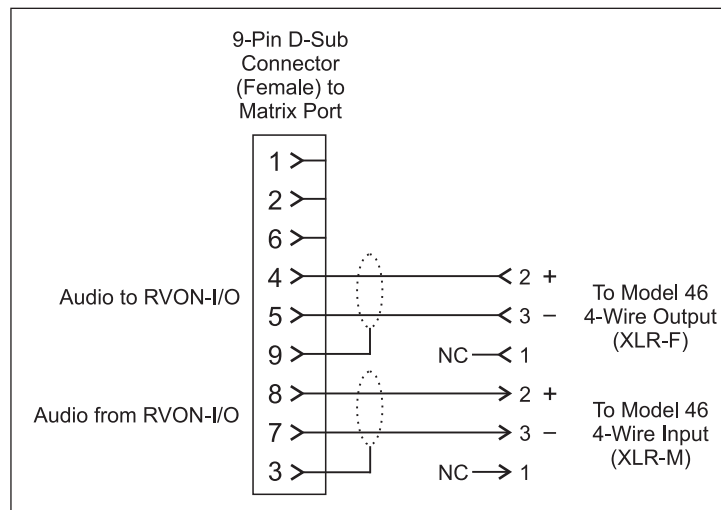 9-Pin D-Sub
Connector
(Female) to
Matrix Port
1
2
6
4
5
9
8
7
3
Audio to RVON-I/O
Audio from RVON-I/O
2 +
3 –
NC 1
To Model 46
4-Wire Output
(XLR-F)
2 +
3 –
NC 1
To Model 46
4-Wire Input
(XLR-M)